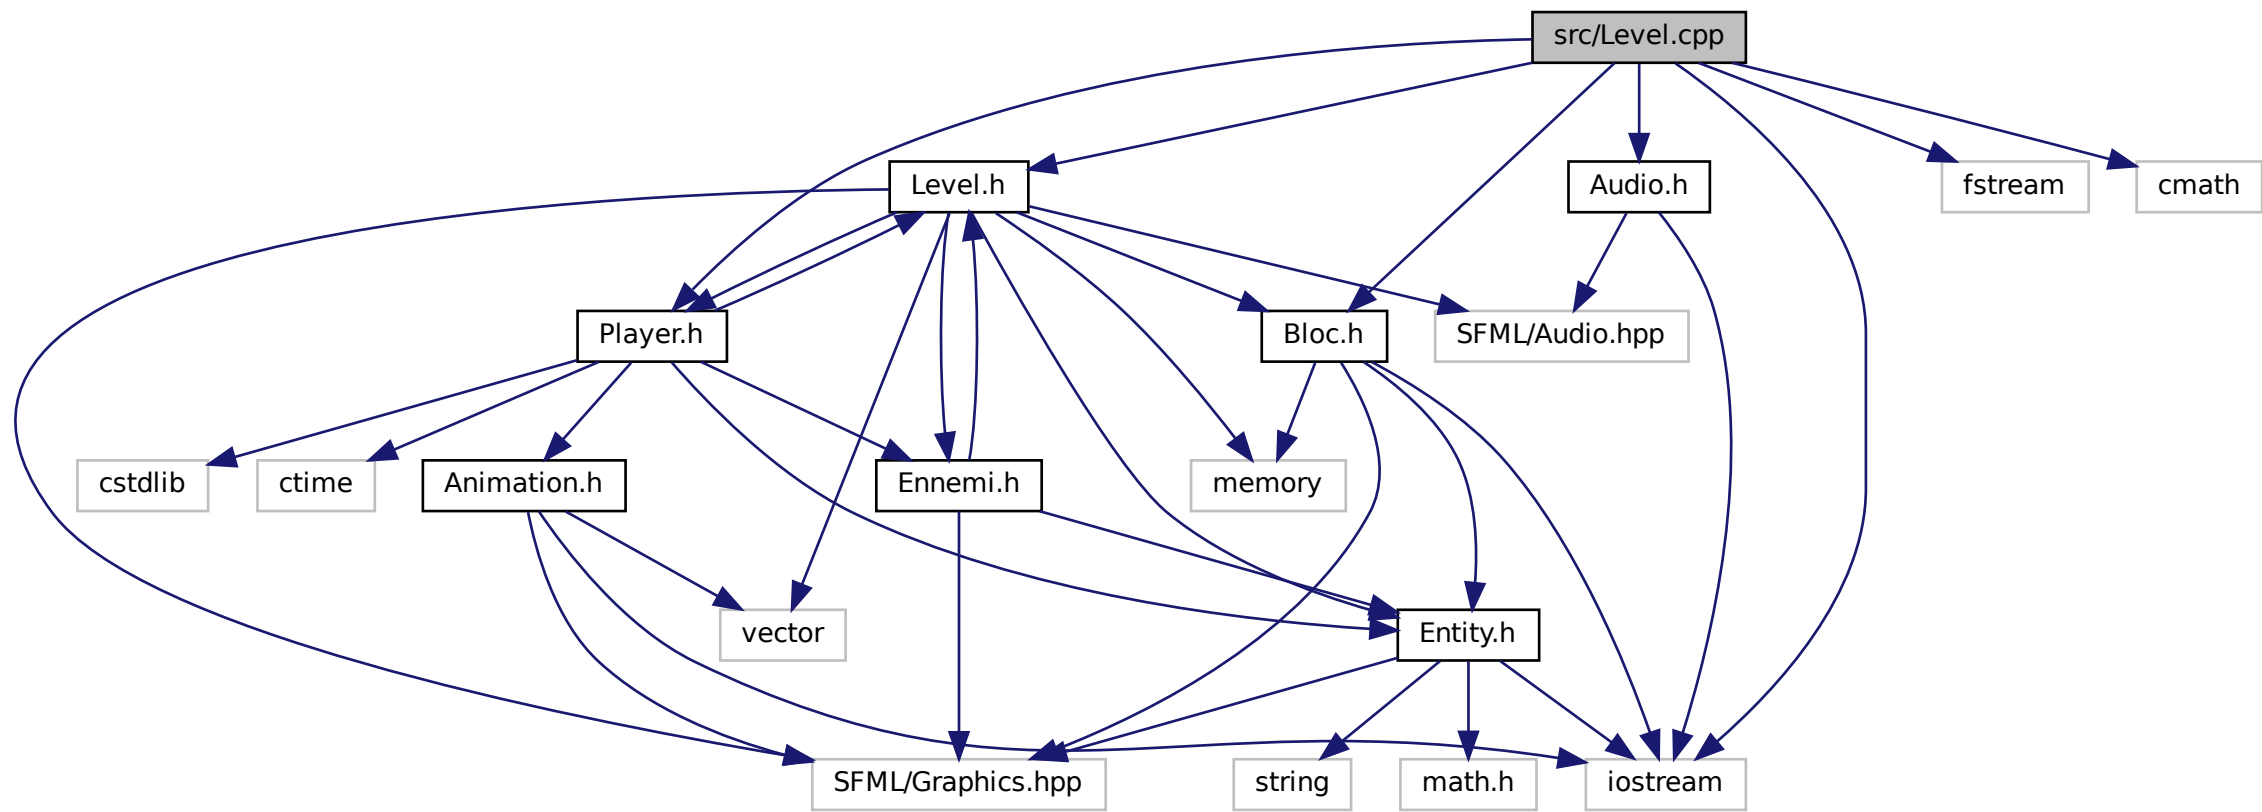 src/Level.cpp
Level.h
Audio.h
fstream
cmath
Player.h
Bloc.h
SFML/Audio.hpp
cstdlib
ctime
Animation.h
Ennemi.h
memory
vector
Entity.h
SFML/Graphics.hpp
string
math.h
iostream